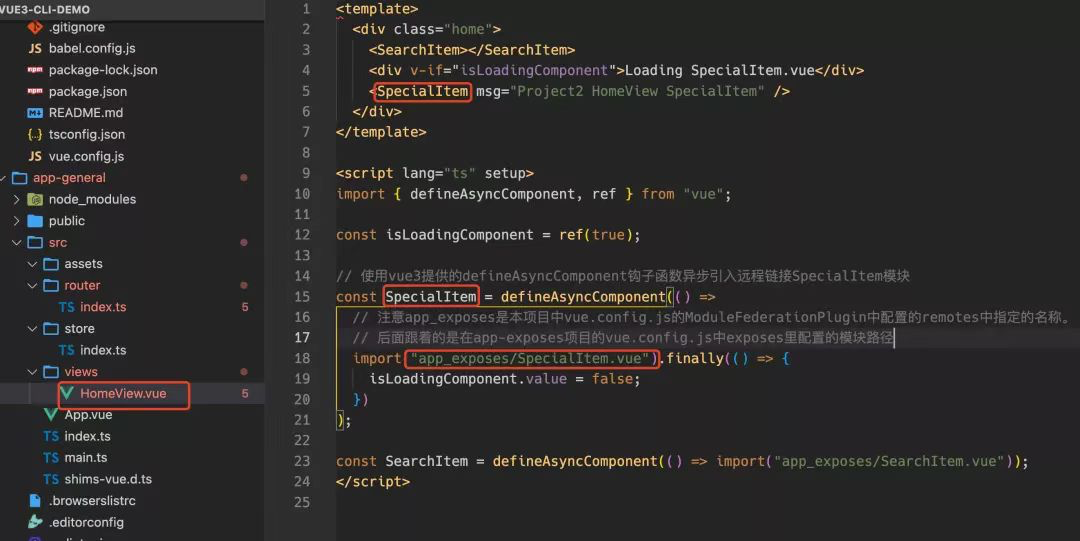 VUE3-CLI-DEMO
.gitignore
JS babel.config.js
npm package-lock.json
npm package.json
M README.md
{..} tsconfig.json
JS vue.config.js
app-general
node_modules
public
src
assets
router
TS index.ts 5
store
TS index.ts
views
HomeView.vue 5
App.vue
TS index.ts
TS main.ts
TS shims-vue.d.ts
.browserslistrc
.editorconfig
1 <template>
2 <div class="home">
3 <SearchItem></SearchItem>
4 <div v-if="isLoadingComponent">Loading SpecialItem.vue</div>
5 <SpecialItem msg="Project2 HomeView SpecialItem" />
6 </div>
7 </template>
8
9 <script lang="ts" setup>
10 import { defineAsyncComponent, ref } from "vue";
11
12 const isLoadingComponent = ref(true);
13
14 // 使用vue3提供的defineAsyncComponent钩子函数异步引入远程链接SpecialItem模块
15 const SpecialItem = defineAsyncComponent(() =>
16 // 注意app_exposes是本项目中vue.config.js的ModuleFederationPlugin中配置的remotes中指定的名称。
17 // 后面跟着的是在app-exposes项目的vue.config.js中exposes里配置的模块路径
18 import("app_exposes/SpecialItem.vue").finally(() => {
19 isLoadingComponent.value = false;
20 })
21 );
22
23 const SearchItem = defineAsyncComponent(() => import("app_exposes/SearchItem.vue"));
24 </script>
25